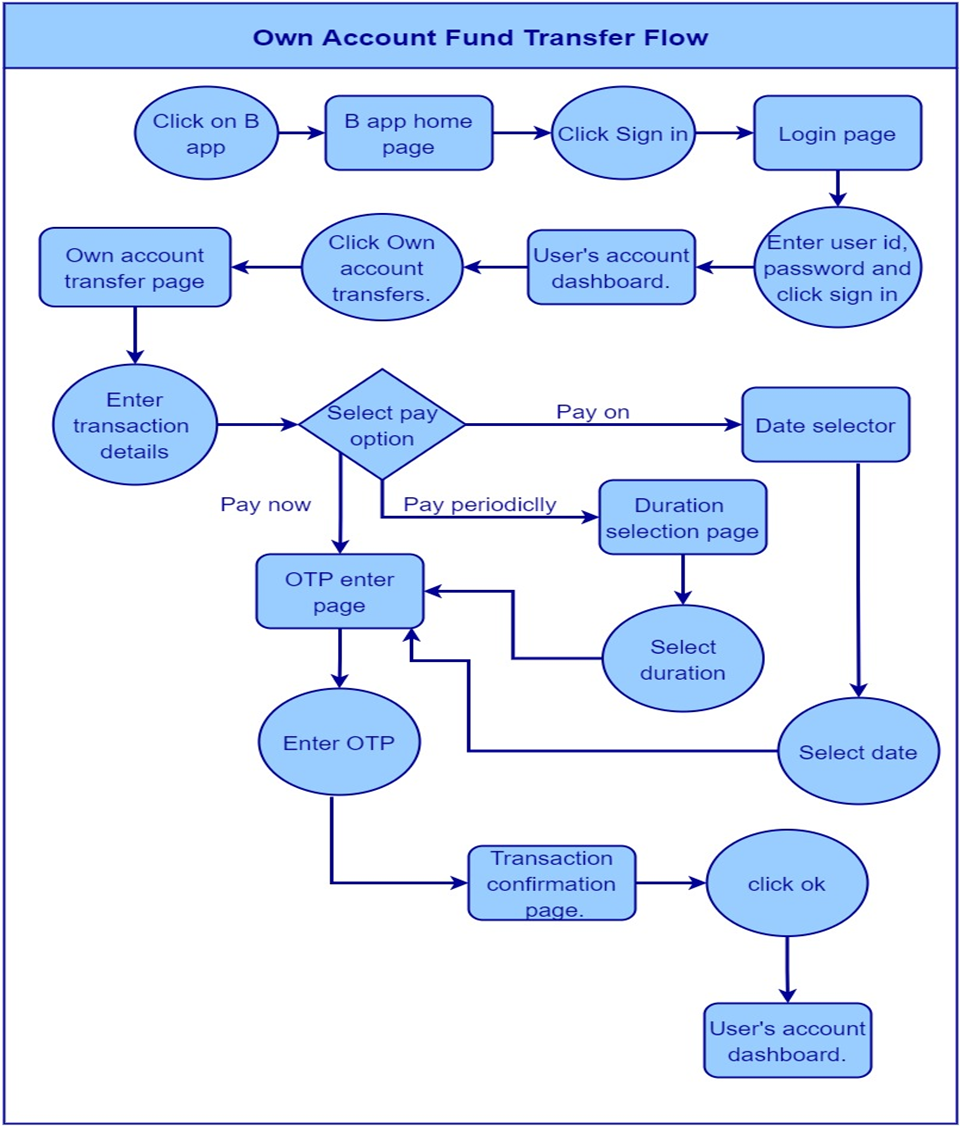 Own Account Fund Transfer Flow
Click on B
app
B app home
page
Click Sign in
Login page
Enter user id,
password and
click sign in
User's account
dashboard.
Click Own
account
transfers.
Own account
transfer page
Enter
transaction
details
Select pay
option
Pay on
Date selector
Pay now
Pay periodiclly
Duration
selection page
OTP enter
page
Select
duration
Enter OTP
Select date
Transaction
confirmation
page.
click ok
User's account
dashboard.